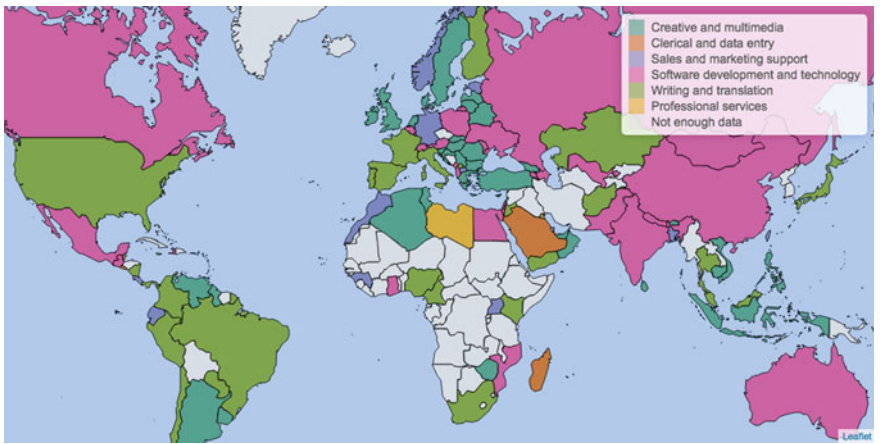 Creative and multimedia
Clerical and data entry
Sales and marketing support
Software development and technology
Writing and translation
Professional services
Not enough data
Leaflet